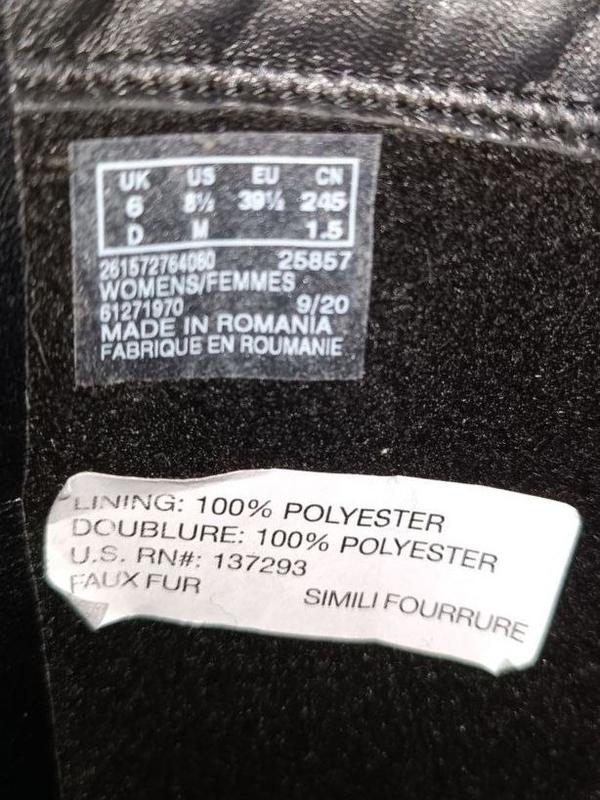 UK US EU CN
6 8½ 39½ 245
D M 1.5
261572764060 25857
WOMENS/FEMMES
61271970 9/20
MADE IN ROMANIA
FABRIQUE EN ROUMANIE
LINING: 100% POLYESTER
DOUBLURE: 100% POLYESTER
U.S. RN#: 137293
FAUX FUR SIMILI FOURRURE